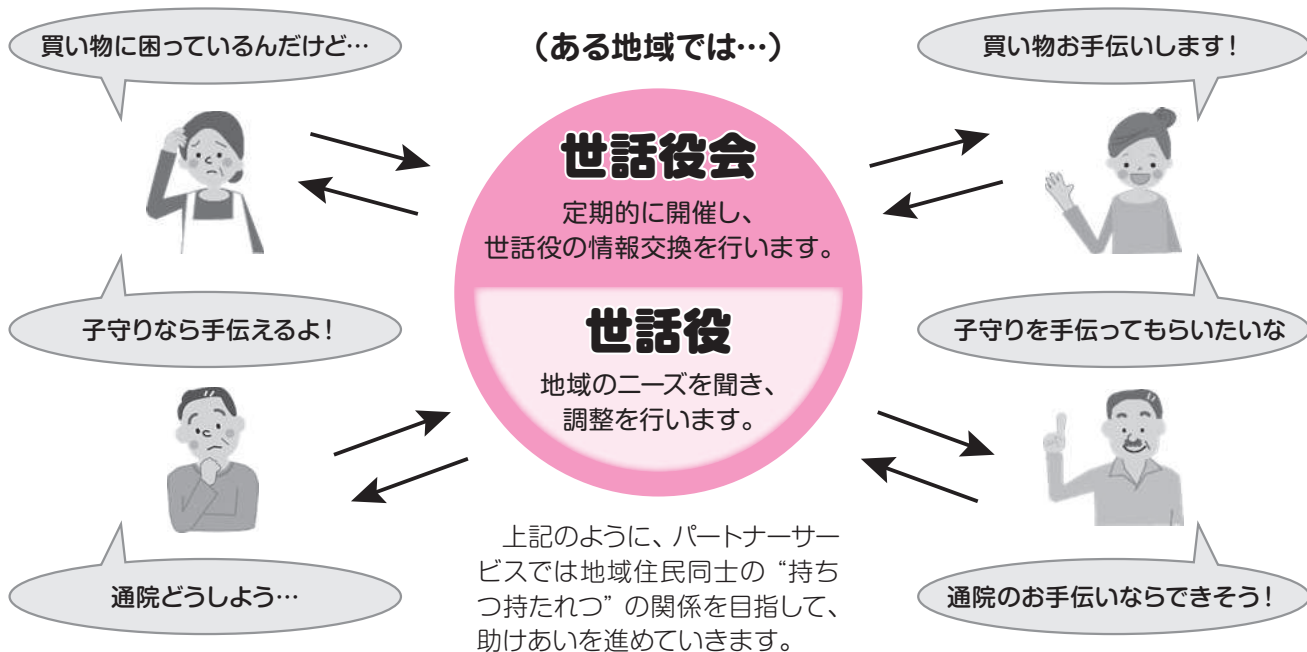 買い物に困っているんだけど…
（ある地域では…）
買い物お手伝いします！
世話役会
定期的に開催し、
世話役の情報交換を行います。
子守りなら手伝えるよ！
子守りを手伝ってもらいたいな
世話役
地域のニーズを聞き、
調整を行います。
通院どうしよう…
通院のお手伝いならできそう！
上記のように、パートナーサー
ビスでは地域住民同士の“持ち
つ持たれつ”の関係を目指して、
助けあいを進めていきます。